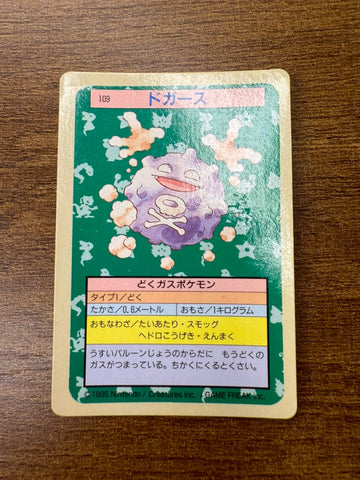 109
ドガース
どくガスポケモン
タイプ1/どく
たかさ/0.6メートル おもさ/1キログラム
おもなわざ/たいあたり・スモッグ
ヘドロこうげき・えんまく
うすいバルーンじょうのからだに もうどくの
ガスがつまっている。ちかくにくるとくさい。
©1995 Nintendo / Creatures inc. / GAME FREAK inc.